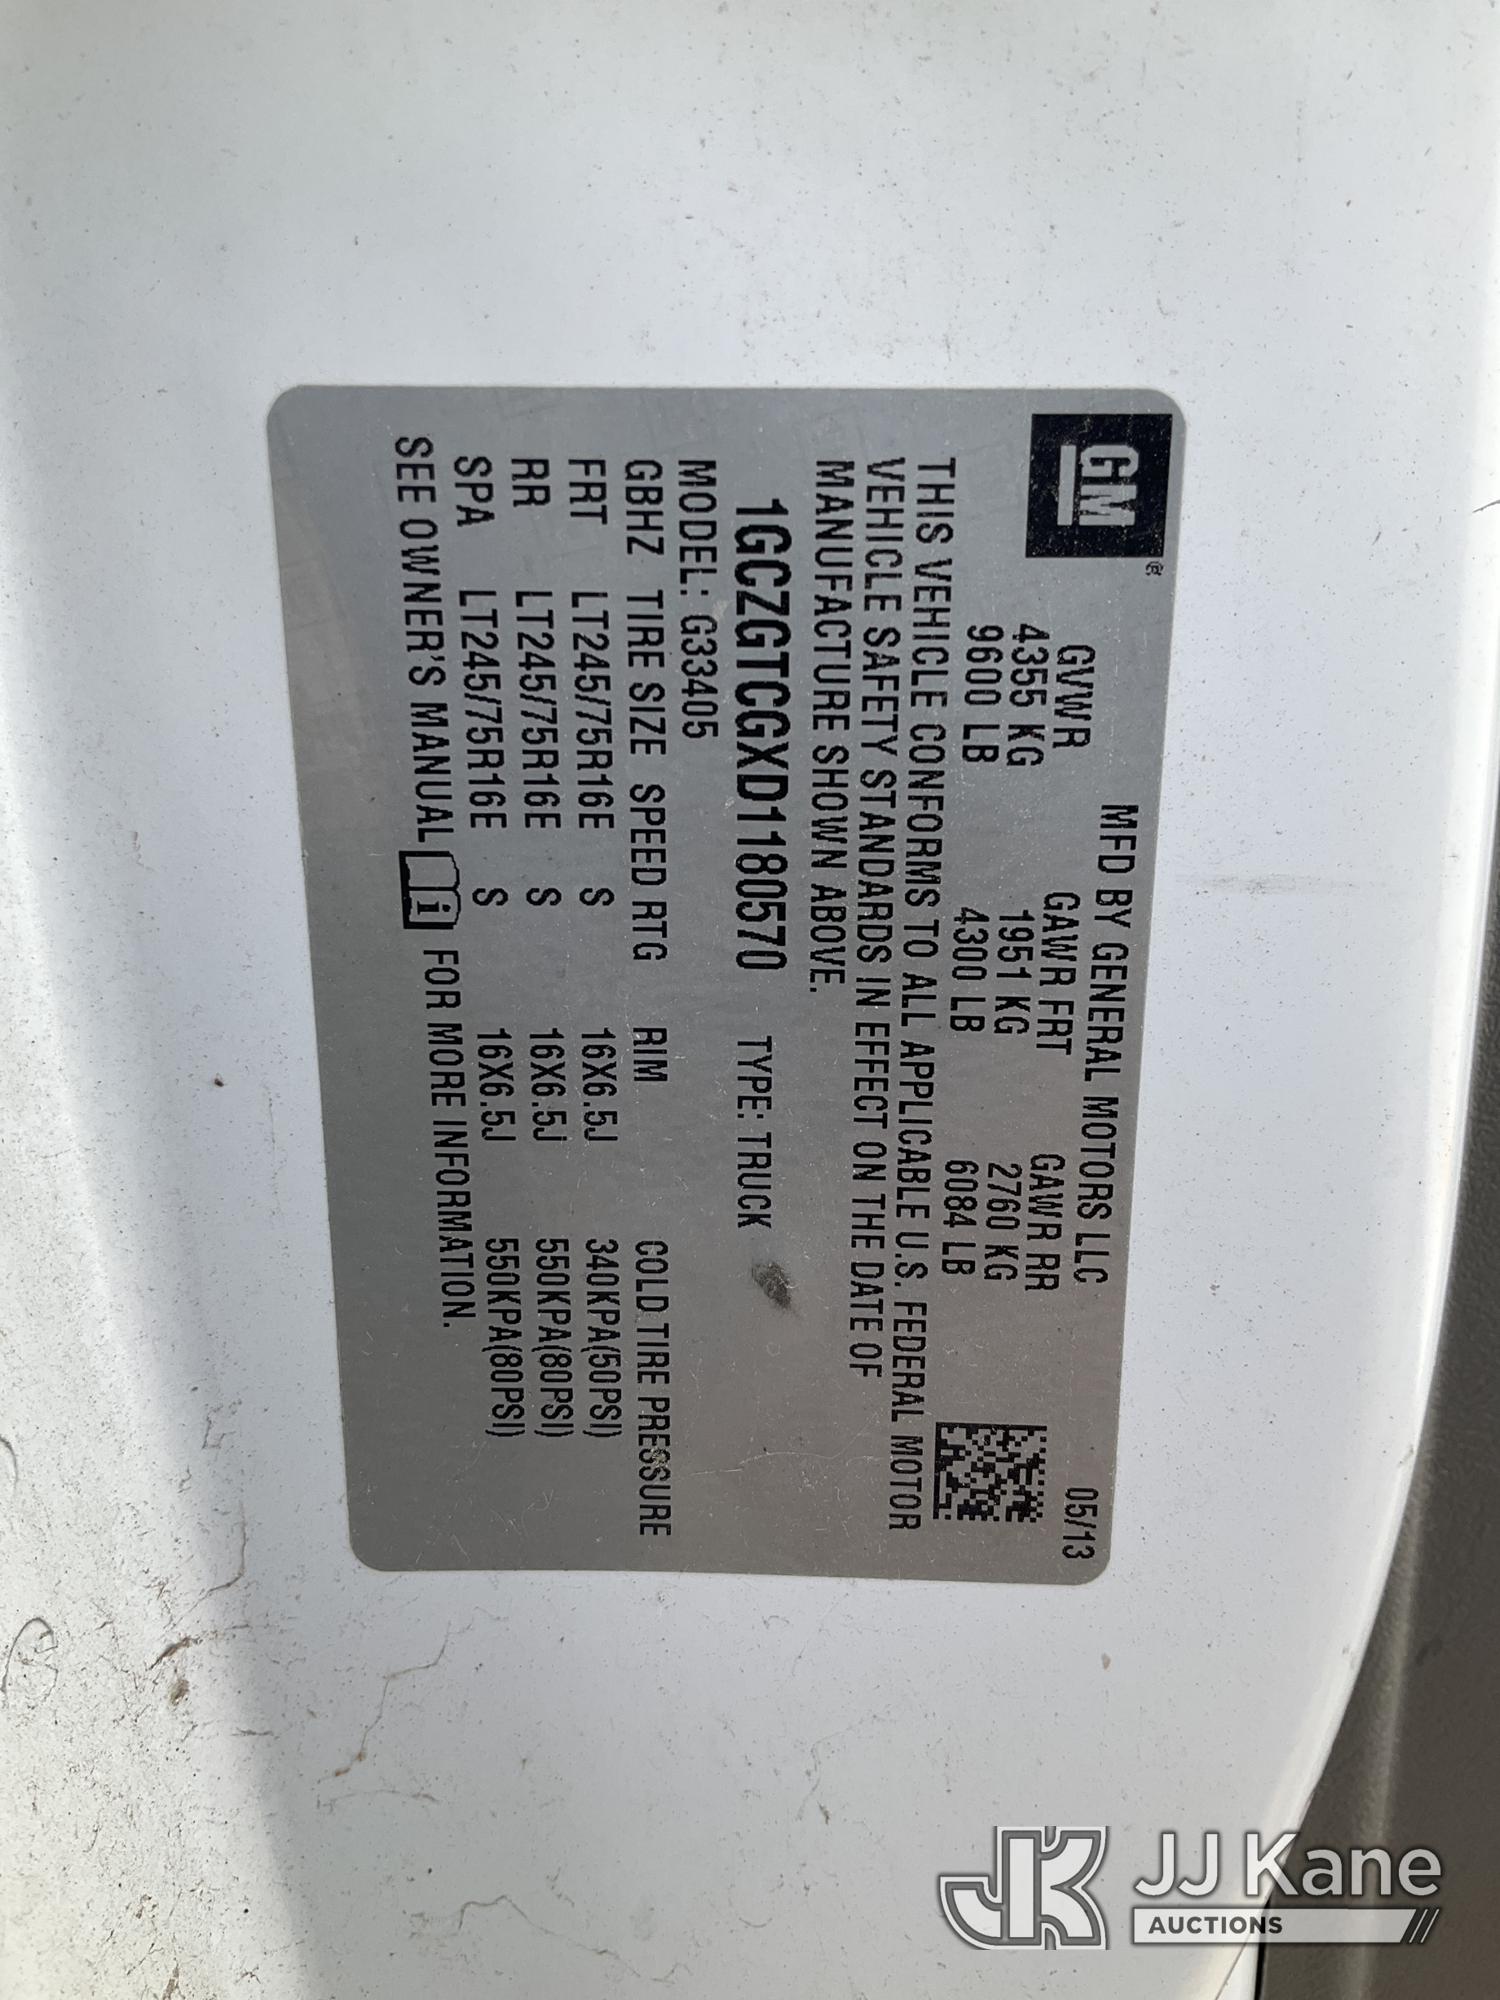 GM®
MFD BY GENERAL MOTORS LLC 05/13
GVWR GAWR FRT GAWR RR
4355 KG 1951 KG 2760 KG
9600 LB 4300 LB 6084 LB
THIS VEHICLE CONFORMS TO ALL APPLICABLE U.S. FEDERAL MOTOR
VEHICLE SAFETY STANDARDS IN EFFECT ON THE DATE OF
MANUFACTURE SHOWN ABOVE.
1GCZGTCGXD1180570 TYPE: TRUCK
MODEL: G33405
GBHZ TIRE SIZE SPEED RTG RIM COLD TIRE PRESSURE
FRT LT245/75R16E S 16X6.5J 340KPA(50PSI)
RR LT245/75R16E S 16X6.5J 550KPA(80PSI)
SPA LT245/75R16E S 16X6.5J 550KPA(80PSI)
SEE OWNER'S MANUAL i FOR MORE INFORMATION.
JK JJ Kane
AUCTIONS